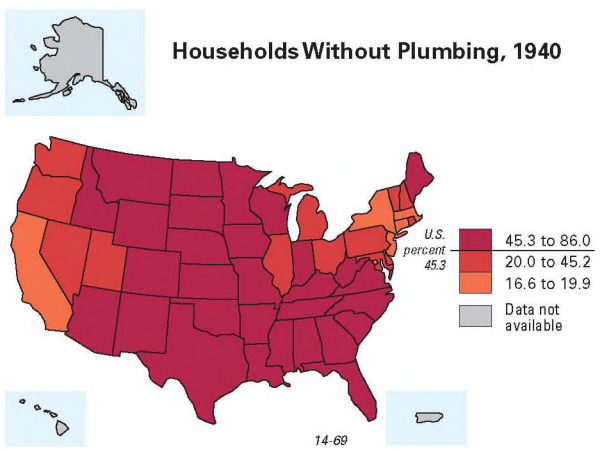 Households Without Plumbing, 1940
U.S.
percent
45.3
45.3 to 86.0
20.0 to 45.2
16.6 to 19.9
Data not
available
14-69